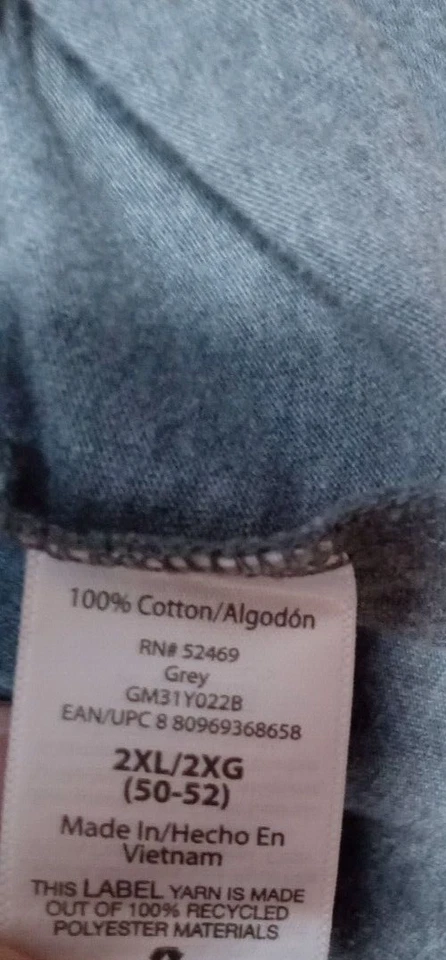 100% Cotton/Algodón
RN# 52469
Grey
GM31Y022B
EAN/UPC 8 80969368658
2XL/2XG
(50-52)
Made In/Hecho En
Vietnam
THIS LABEL YARN IS MADE
OUT OF 100% RECYCLED
POLYESTER MATERIALS